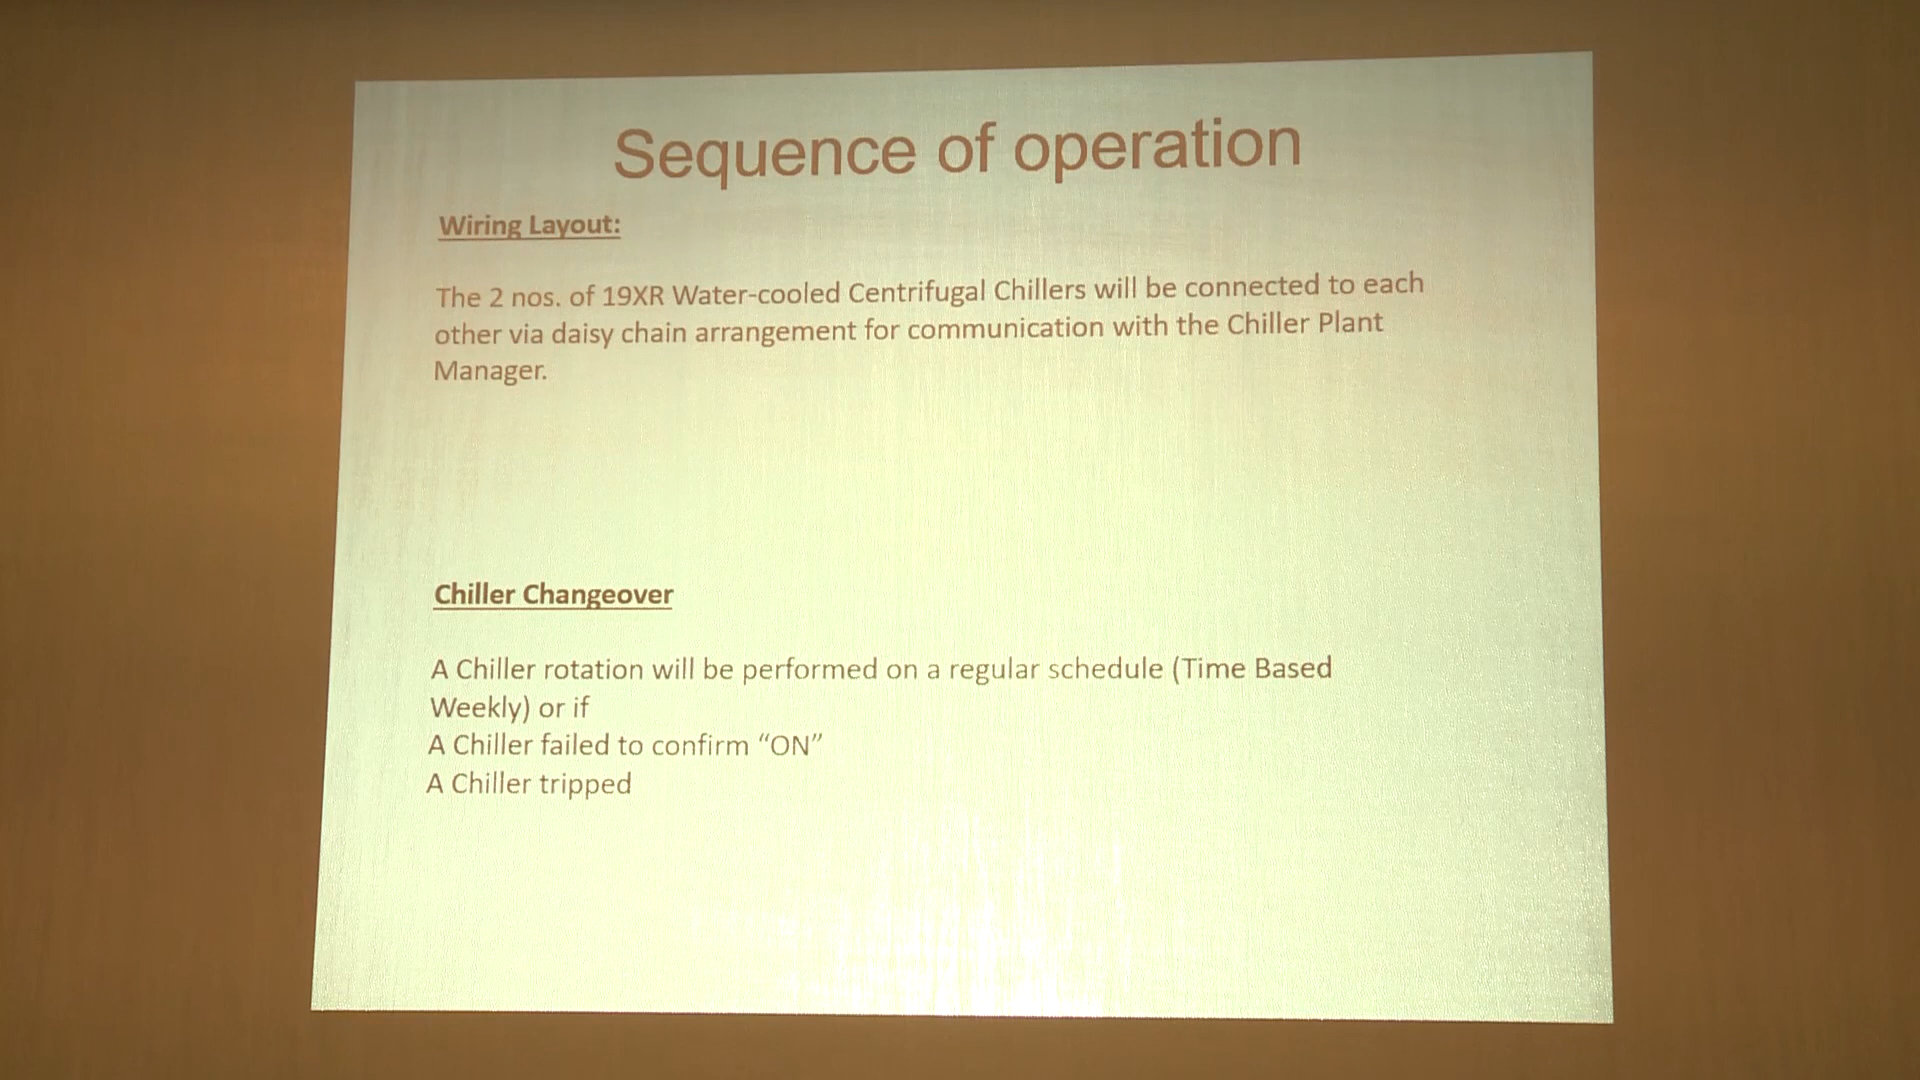 Sequence of operation
Wiring Layout:
The 2 nos. of 19XR Water-cooled Centrifugal Chillers will be connected to each
other via daisy chain arrangement for communication with the Chiller Plant
Manager.
Chiller Changeover
A Chiller rotation will be performed on a regular schedule (Time Based
Weekly) or if
A Chiller failed to confirm “ON”
A Chiller tripped